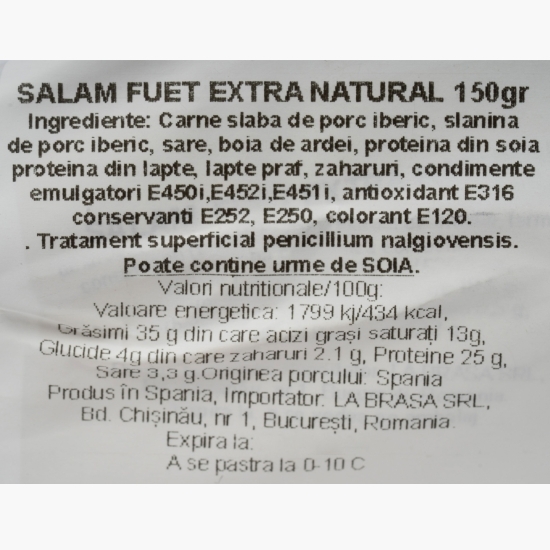 SALAM FUET EXTRA NATURAL 150gr
Ingrediente: Carne slaba de porc iberic, slanina
de porc iberic, sare, boia de ardei, proteina din soia
proteina din lapte, lapte praf, zaharuri, condimente
emulgatori E450i,E452i,E451i, antioxidant E316
conservanti E252, E250, colorant E120.
. Tratament superficial penicillium nalgiovensis.
Poate contine urme de SOIA.
Valori nutritionale/100g:
Valoare energetica: 1799 kj/434 kcal,
Grăsimi 35 g din care acizi grași saturați 13g,
Glucide 4g din care zaharuri 2.1 g, Proteine 25 g,
Sare 3,3 g.Originea porcului: Spania
Produs în Spania, Importator: LA BRASA SRL,
Bd. Chișinău, nr 1, București, Romania.
Expira la:
A se pastra la 0-10 C